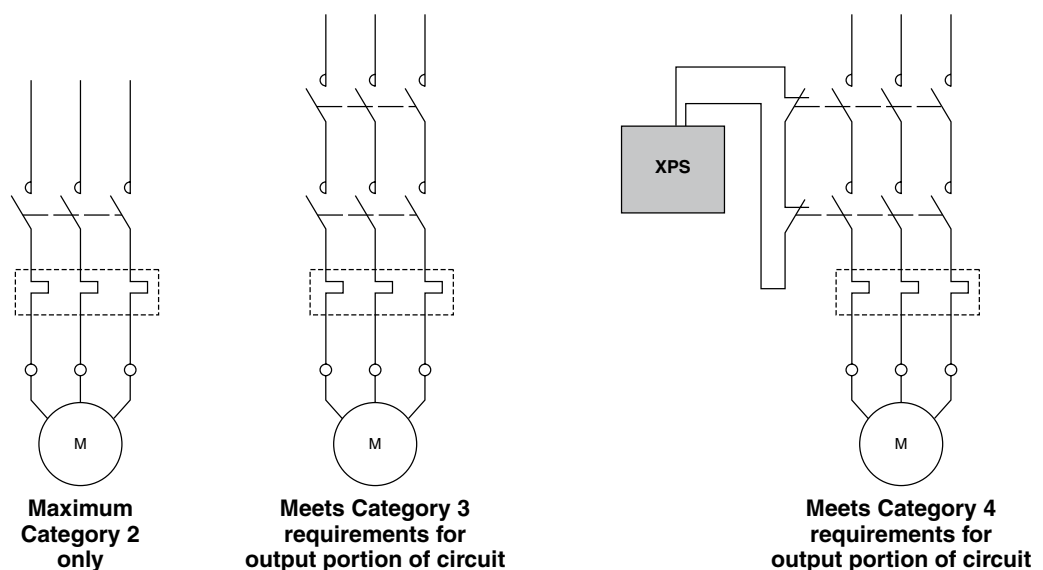 XPS
M
M
M
Maximum
Category 2
only
Meets Category 3
requirements for
output portion of circuit
Meets Category 4
requirements for
output portion of circuit